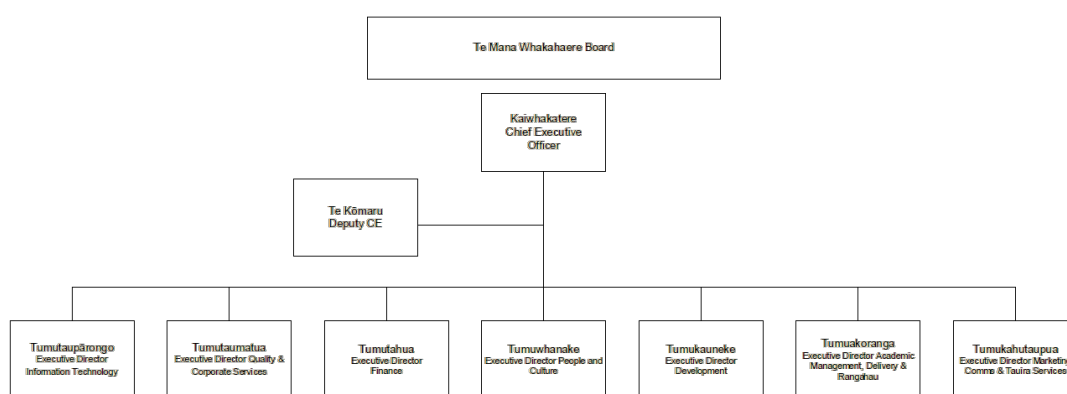 Te Mana Whakahaere Board
Kaiwhakatere
Chief Executive
Officer
Te Kōmaru
Deputy CE
Tumutaupārongo
Executive Director
Information Technology
Tumutaumatua
Executive Director Quality &
Corporate Services
Tumutahua
Executive Director
Finance
Tumuwhanake
Executive Director People and
Culture
Tumukauneke
Executive Director
Development
Tumuakoranga
Executive Director Academic
Management, Delivery &
Rangahau
Tumukahutaupua
Executive Director Marketing
Comms & Tauira Services